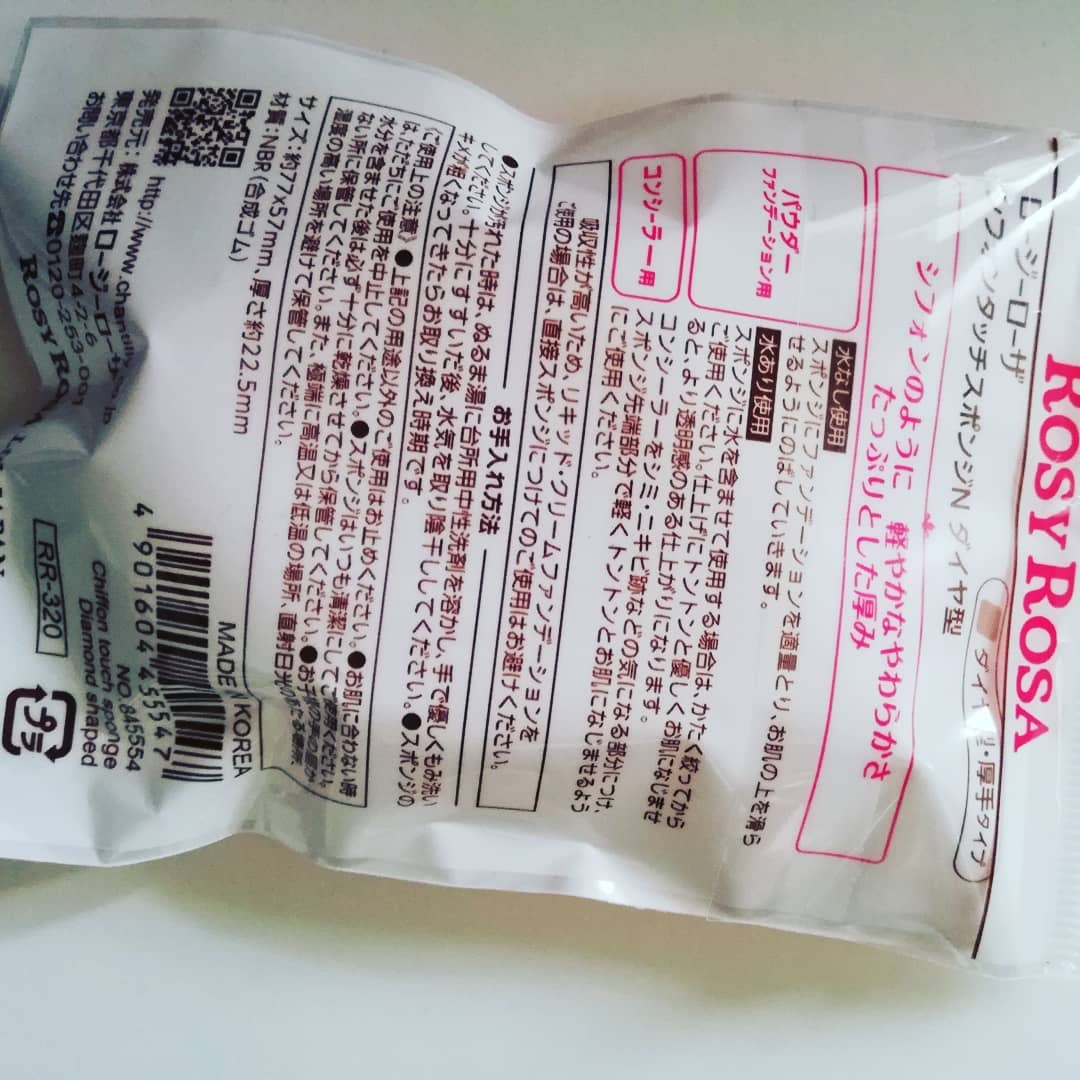 ROSY ROSA
ロージーローザ
シフォンタッチスポンジN ダイヤ型
ダイヤ型・厚手タイプ
シフォンのように 軽やかなやわらかさ
たっぷりとした厚み
パウダー
ファンデーション用
水なし使用
スポンジにファンデーションを適量とり、お肌の上を滑ら
せるようにのばしていきます。
水あり使用
スポンジに水を含ませて使用する場合は、かたく絞ってから
ご使用ください。仕上げにトントンと優しくお肌になじませ
ると、より透明感のある仕上がりになります。
コンシーラー用
コンシーラーをシミ・ニキビ跡などの気になる部分につけ、
スポンジ先端部分で軽くトントンとお肌になじませるよう
にご使用ください。
吸収性が高いため、リキッド・クリームファンデーションを
ご使用の場合は、直接スポンジにつけてのご使用はお避けください。
お手入れ方法
●スポンジが汚れた時は、ぬるま湯に台所用中性洗剤を溶かし、手で優しくもみ洗い
してください。十分にすすいだ後、水気を取り陰干ししてください。●スポンジの
キメが粗くなってきたらお取り換え時期です。
《ご使用上の注意》●上記の用途以外のご使用はお止めください。●お肌に合わない時
はただちにご使用を中止してください。●スポンジはいつも清潔にしてご使用ください。
水分を含ませた後は必ず十分に乾燥させてから保管してください。●お子様の手の届か
ない所に保管してください。また、極端に高温又は低温の場所、直射日光のあたる場所、
湿度の高い場所を避けて保管してください。
サイズ:約77×57mm、厚さ約22.5mm
材質:NBR(合成ゴム)
MADE KOREA
http://www.chan
発売元:株式会社ロージーローザ
東京都千代田区麹町4-2-6
お問い合わせ先☎0120-253-001
ROSY RO
4 901604 455547
RR-320
NO.845554
Chiffon touch sponge
Diamond shaped
プラ